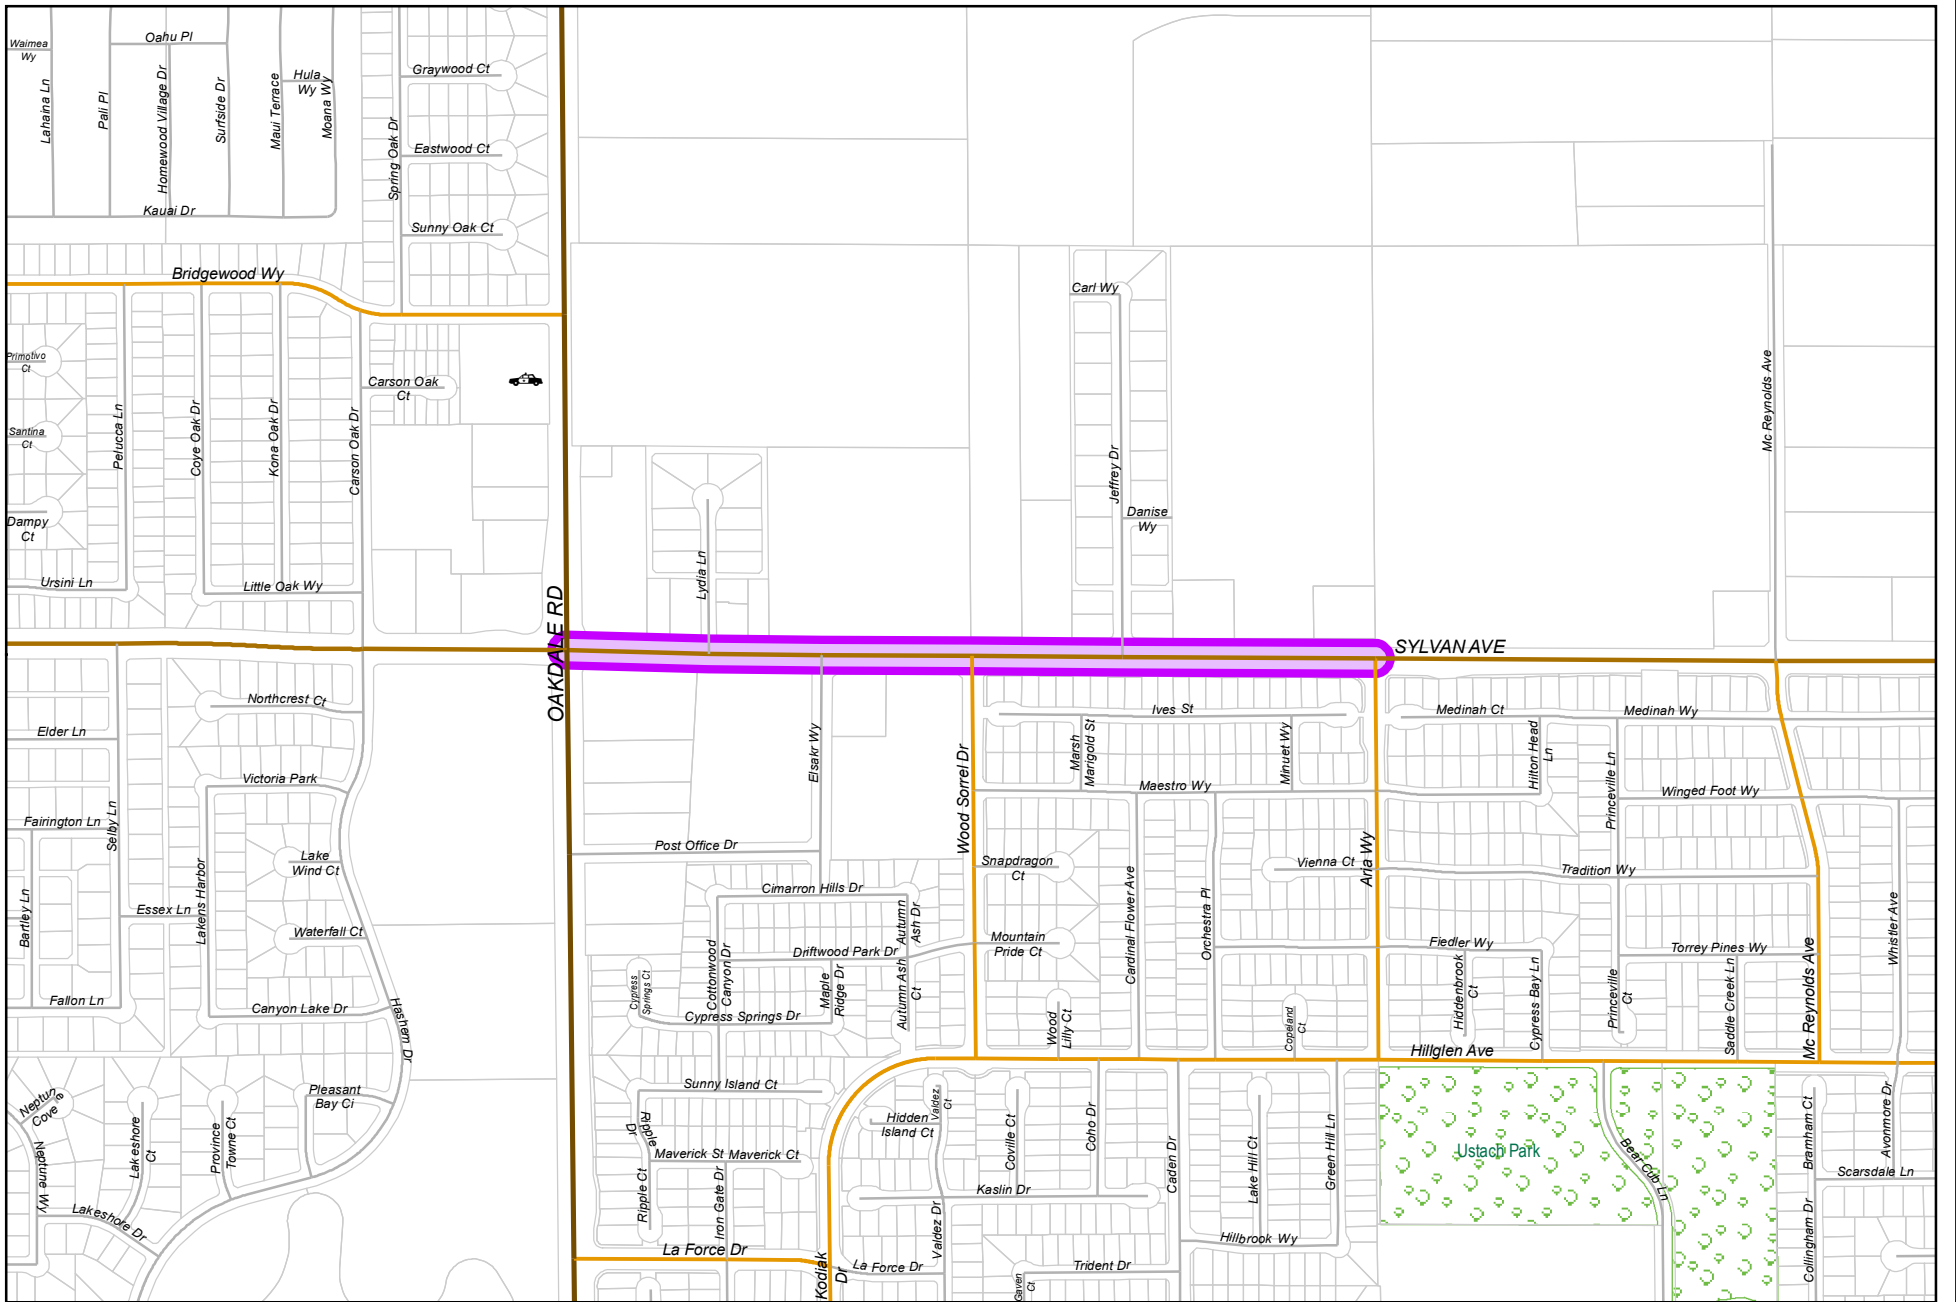 Waimea
Wy
Oahu Pl
Lahaina Ln
Pali Pl
Homewood Village Dr
Surfside Dr
Maui Terrace
Hula
Wy
Moana Wy
Kauai Dr
Spring Oak Dr
Graywood Ct
Eastwood Ct
Sunny Oak Ct
Bridgewood Wy
Primotivo
Ct
Santina
Ct
Dampy
Ct
Ursini Ln
Pelucca Ln
Coye Oak Dr
Kona Oak Dr
Carson Oak Dr
Carson Oak
Ct
Little Oak Wy
OAKDALE RD
Lydia Ln
Carl Wy
Jeffrey Dr
Danise
Wy
Mc Reynolds Ave
SYLVAN AVE
Northcrest Ct
Elder Ln
Victoria Park
Selby Ln
Fairington Ln
Lake
Wind Ct
Lakens Harbor
Bartley Ln
Essex Ln
Waterfall Ct
Fallon Ln
Canyon Lake Dr
Hashem Dr
Neptune
Cove
Neptune Wy
Lakeshore
Ct
Province
Towne Ct
Pleasant
Bay Ci
Lakeshore Dr
Elsakr Wy
Post Office Dr
Cimarron Hills Dr
Autumn
Ash Dr
Driftwood Park Dr
Cottonwood
Canyon Dr
Cypress
Springs Ct
Maple
Ridge Dr
Autumn Ash
Ct
Cypress Springs Dr
Sunny Island Ct
Ripple
Dr
Maverick St
Maverick Ct
Ripple Ct
Iron Gate Dr
La Force Dr
Kodiak
Dr
La Force Dr
Hidden
Island Ct
Valdez
Ct
Valdez Dr
Coville Ct
Coho Dr
Kaslin Dr
Caden Dr
Gaven
Ct
Trident Dr
Lake Hill Ct
Green Hill Ln
Hillbrook Wy
Wood Sorrel Dr
Ives St
Marsh
Marigold St
Minuet Wy
Maestro Wy
Snapdragon
Ct
Mountain
Pride Ct
Wood
Lilly Ct
Cardinal Flower Ave
Orchestra Pl
Vienna Ct
Aria Wy
Copeland
Ct
Medinah Ct
Medinah Wy
Hilton Head
Ln
Princeville Ln
Winged Foot Wy
Tradition Wy
Fiedler Wy
Torrey Pines Wy
Hiddenbrook
Ct
Cypress Bay Ln
Princeville
Ct
Saddle Creek Ln
Mc Reynolds Ave
Whistler Ave
Hillglen Ave
Ustach Park
Bear Cub Ln
Bramham Ct
Avonmore Dr
Scarsdale Ln
Collingham Dr